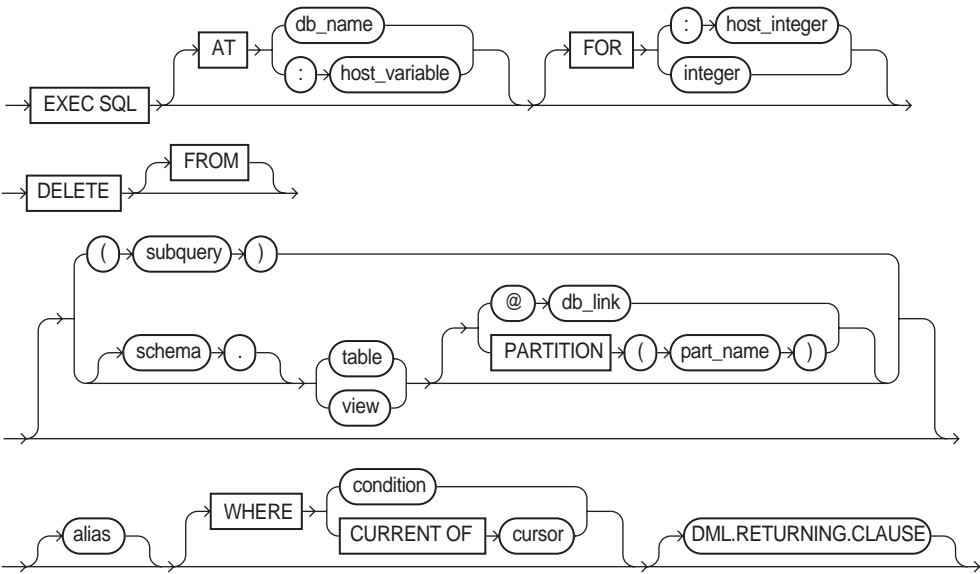 AT db_name FOR : host_integer
: host_variable integer
EXEC SQL
FROM
DELETE
( subquery )
@ db_link
schema . table PARTITION ( part_name )
view
condition
alias WHERE CURRENT OF cursor DML.RETURNING.CLAUSE